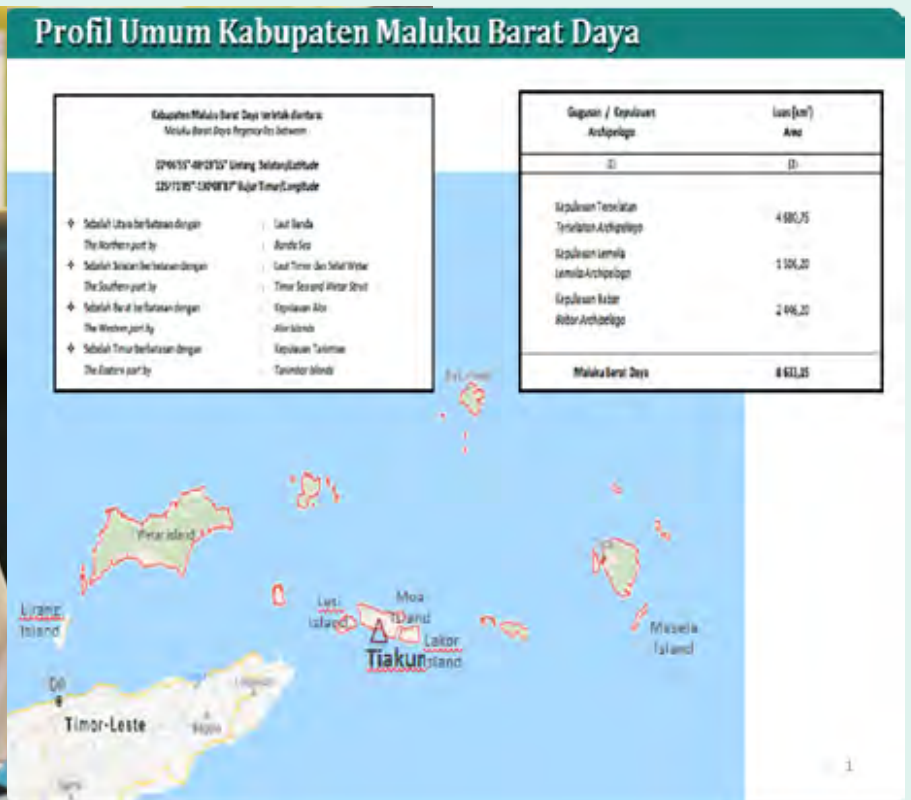 Profil Umum Kabupaten Maluku Barat Daya
Kabupaten Maluku Barat Daya terletak diantara:
Maluku Barat Daya Regency lies between
Lintang Selatan/Latitude
Bujur Timur/Longitude
Sebelah Utara berbatasan dengan : Laut Banda
The Northern part by Banda Sea
Sebelah Selatan berbatasan dengan : Laut Timor dan Selat Wetar
The Southern part by Timor Sea and Wetar Strait
Sebelah Barat berbatasan dengan : Kepulauan Alor
The Western part by Alor Islands
Sebelah Timur berbatasan dengan : Kepulauan Tanimbar
The Eastern part by Tanimbar Islands
Gugusan / Kepulauan Luas (km²)
Archipelago Area
(1) (2)
Kepulauan Terselatan
Terselatan Archipelago
4 680,75
Kepulauan Lemola
Lemola Archipelago
Kepulauan Babar
Babar Archipelago
2 446,20
Maluku Barat Daya
Wetar Island
Lirang
Island
Leti
Island
Moa
Lakor
Island
Tiakur
Masela
Island
Dili
Timor-Leste
1